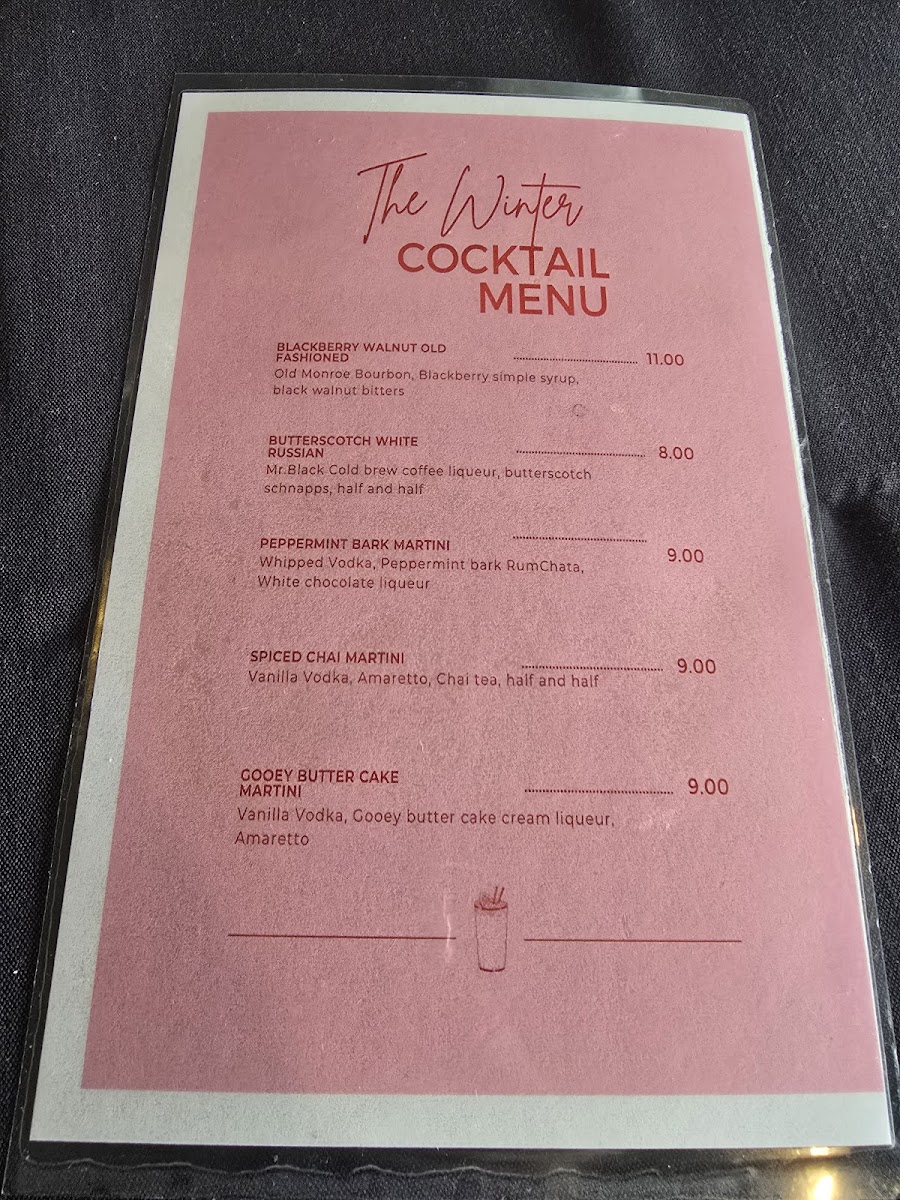 The Winter
COCKTAIL
MENU
BLACKBERRY WALNUT OLD
FASHIONED ........................................ 11.00
Old Monroe Bourbon, Blackberry simple syrup,
black walnut bitters
BUTTERSCOTCH WHITE
RUSSIAN ........................................ 8.00
Mr.Black Cold brew coffee liqueur, butterscotch
schnapps, half and half
PEPPERMINT BARK MARTINI ........................................ 9.00
Whipped Vodka, Peppermint bark RumChata,
White chocolate liqueur
SPICED CHAI MARTINI ........................................ 9.00
Vanilla Vodka, Amaretto, Chai tea, half and half
GOOEY BUTTER CAKE
MARTINI ........................................ 9.00
Vanilla Vodka, Gooey butter cake cream liqueur,
Amaretto